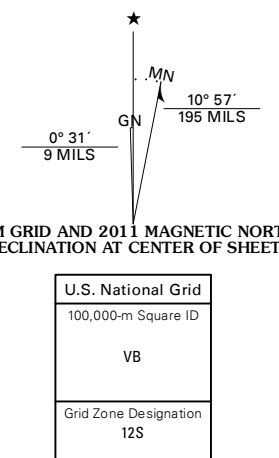 ★
MN
GN
10° 57´
195 MILS
0° 31´
9 MILS
M GRID AND 2011 MAGNETIC NORT
ECLINATION AT CENTER OF SHEET
U.S. National Grid
100,000-m Square ID
VB
Grid Zone Designation
12S